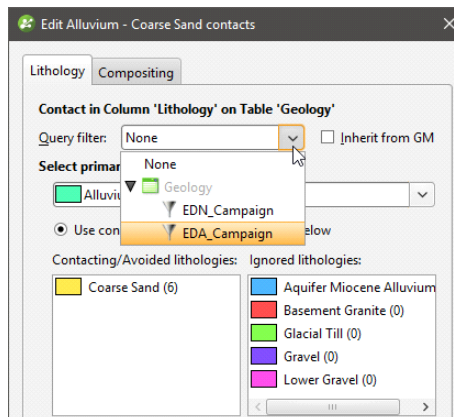 Edit Alluvium - Coarse Sand contacts
Lithology Compositing
Contact in Column 'Lithology' on Table 'Geology'
Query filter: None Inherit from GM
None
Select primar
Geology
Alluviu
EDN_Campaign
Use con EDA_Campaign elow
Contacting/Avoided lithologies: Ignored lithologies:
Coarse Sand (6) Aquifer Miocene Alluvium
Basement Granite (0)
Glacial Till (0)
Gravel (0)
Lower Gravel (0)